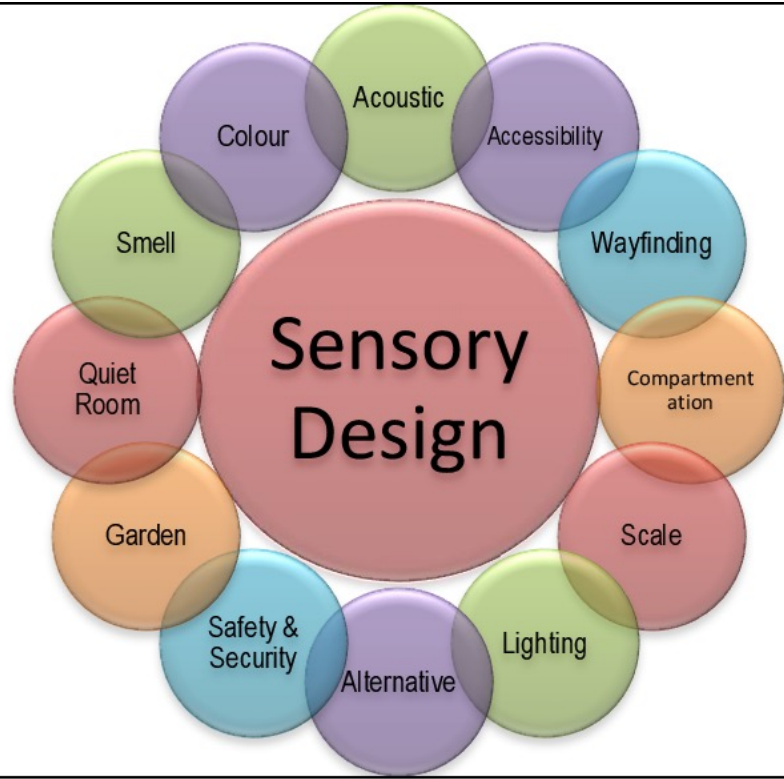 Acoustic
Accessibility
Wayfinding
Compartment
ation
Scale
Lighting
Alternative
Safety &
Security
Garden
Quiet
Room
Smell
Colour
Sensory
Design